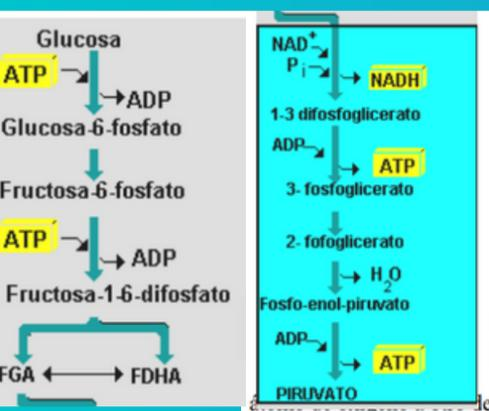 Glucosa
ATP
ADP
Glucosa-6-fosfato
Fructosa-6-fosfato
ATP
ADP
Fructosa-1-6-difosfato
FGA
FDHA
NAD+
Pi
NADH
1-3 difosfoglicerato
ADP
ATP
3- fosfoglicerato
2- fofoglicerato
H2O
Fosfo-enol-piruvato
ADP
ATP
PIRUVATO